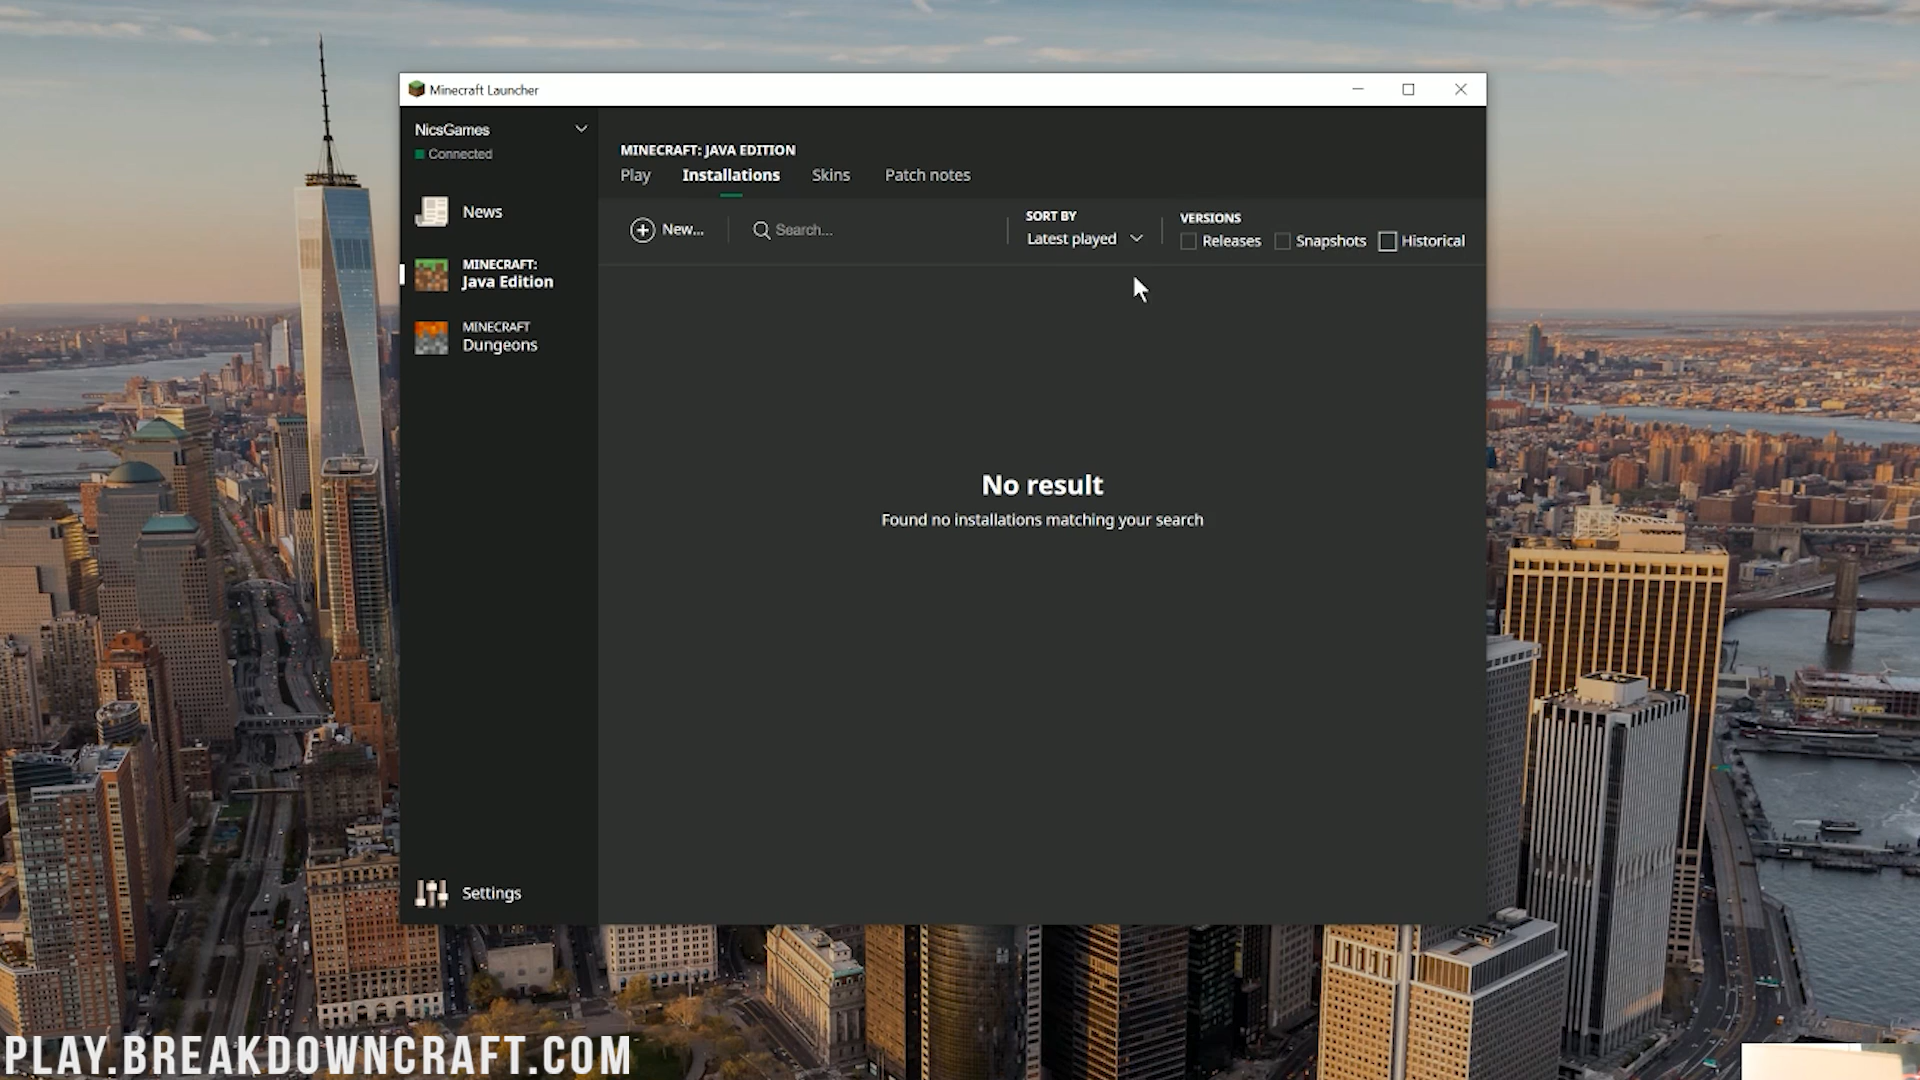 Minecraft Launcher
NicsGames
Connected
News
MINECRAFT:
Java Edition
MINECRAFT
Dungeons
Settings
MINECRAFT: JAVA EDITION
Play Installations Skins Patch notes
New... Search...
SORT BY
Latest played
VERSIONS
Releases Snapshots Historical
No result
Found no installations matching your search
PLAY.BREAKDOWNCRAFT.COM